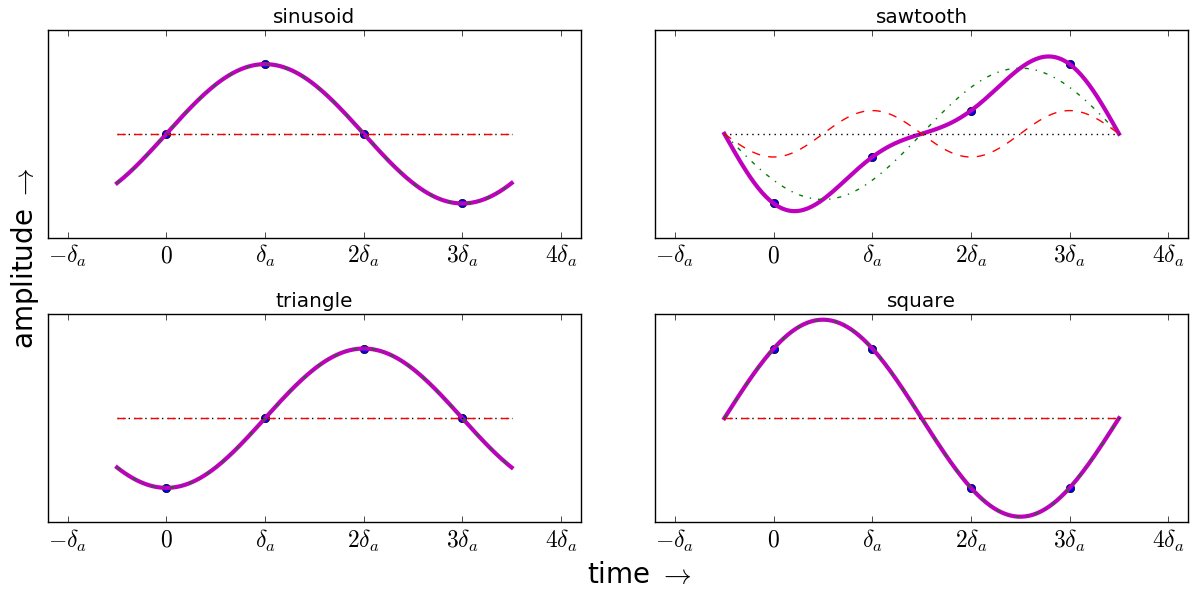 sinusoid
sawtooth
−δₐ 0 δₐ 2δₐ 3δₐ 4δₐ
−δₐ 0 δₐ 2δₐ 3δₐ 4δₐ
amplitude →
triangle
square
−δₐ 0 δₐ 2δₐ 3δₐ 4δₐ
−δₐ 0 δₐ 2δₐ 3δₐ 4δₐ
time →